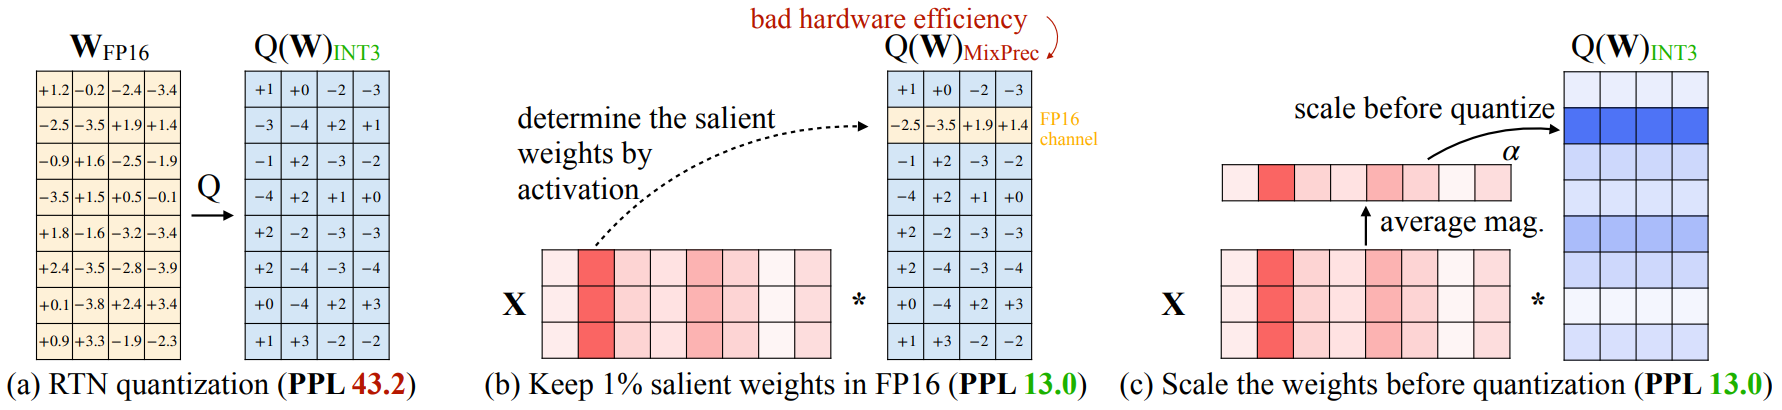 bad hardware efficiency
W_FP16 Q(W)_INT3 Q(W)_MixPrec Q(W)_INT3
+1.2 −0.2 −2.4 −3.4
−2.5 −3.5 +1.9 +1.4
−0.9 +1.6 −2.5 −1.9
−3.5 +1.5 +0.5 −0.1
+1.8 −1.6 −3.2 −3.4
+2.4 −3.5 −2.8 −3.9
+0.1 −3.8 +2.4 +3.4
+0.9 +3.3 −1.9 −2.3
Q
+1 +0 −2 −3
−3 −4 +2 +1
−1 +2 −3 −2
−4 +2 +1 +0
+2 −2 −3 −3
+2 −4 −3 −4
+0 −4 +2 +3
+1 +3 −2 −2
(a) RTN quantization (PPL 43.2)
determine the salient
weights by
activation
X
*
+1 +0 −2 −3
−2.5 −3.5 +1.9 +1.4
−1 +2 −3 −2
−4 +2 +1 +0
+2 −2 −3 −3
+2 −4 −3 −4
+0 −4 +2 +3
+1 +3 −2 −2
FP16
channel
(b) Keep 1% salient weights in FP16 (PPL 13.0)
scale before quantize
α
average mag.
X
*
(c) Scale the weights before quantization (PPL 13.0)